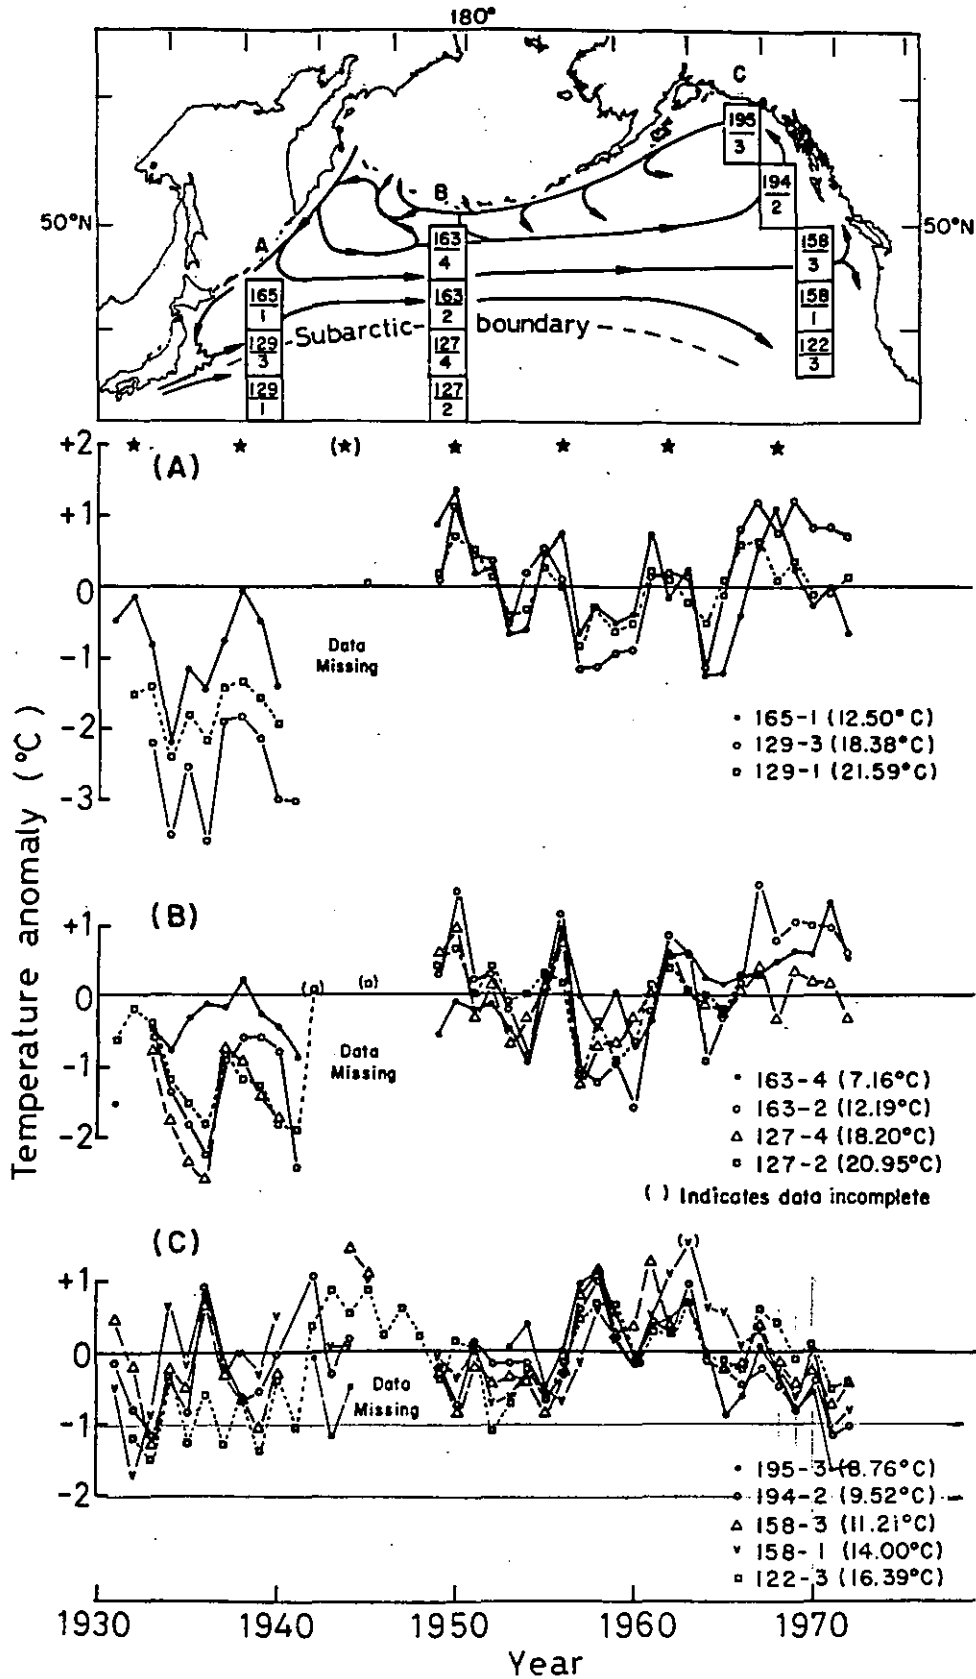 180°
C
195
3
194
2
50°N
B
50°N
A
163
4
158
3
165
1
163
2
158
1
129
3
Subarctic- boundary
127
4
122
3
129
1
127
2
Temperature anomaly (°C)
+2
(A)
+1
0
-1
-2
-3
Data
Missing
165-1 (12.50°C)
129-3 (18.38°C)
129-1 (21.59°C)
(B)
+1
0
-1
-2
Data
Missing
163-4 (7.16°C)
163-2 (12.19°C)
127-4 (18.20°C)
127-2 (20.95°C)
( ) Indicates data incomplete
(C)
+1
0
-1
-2
Data
Missing
195-3 (8.76°C)
194-2 (9.52°C)
158-3 (11.21°C)
158-1 (14.00°C)
122-3 (16.39°C)
1930 1940 1950 1960 1970
Year